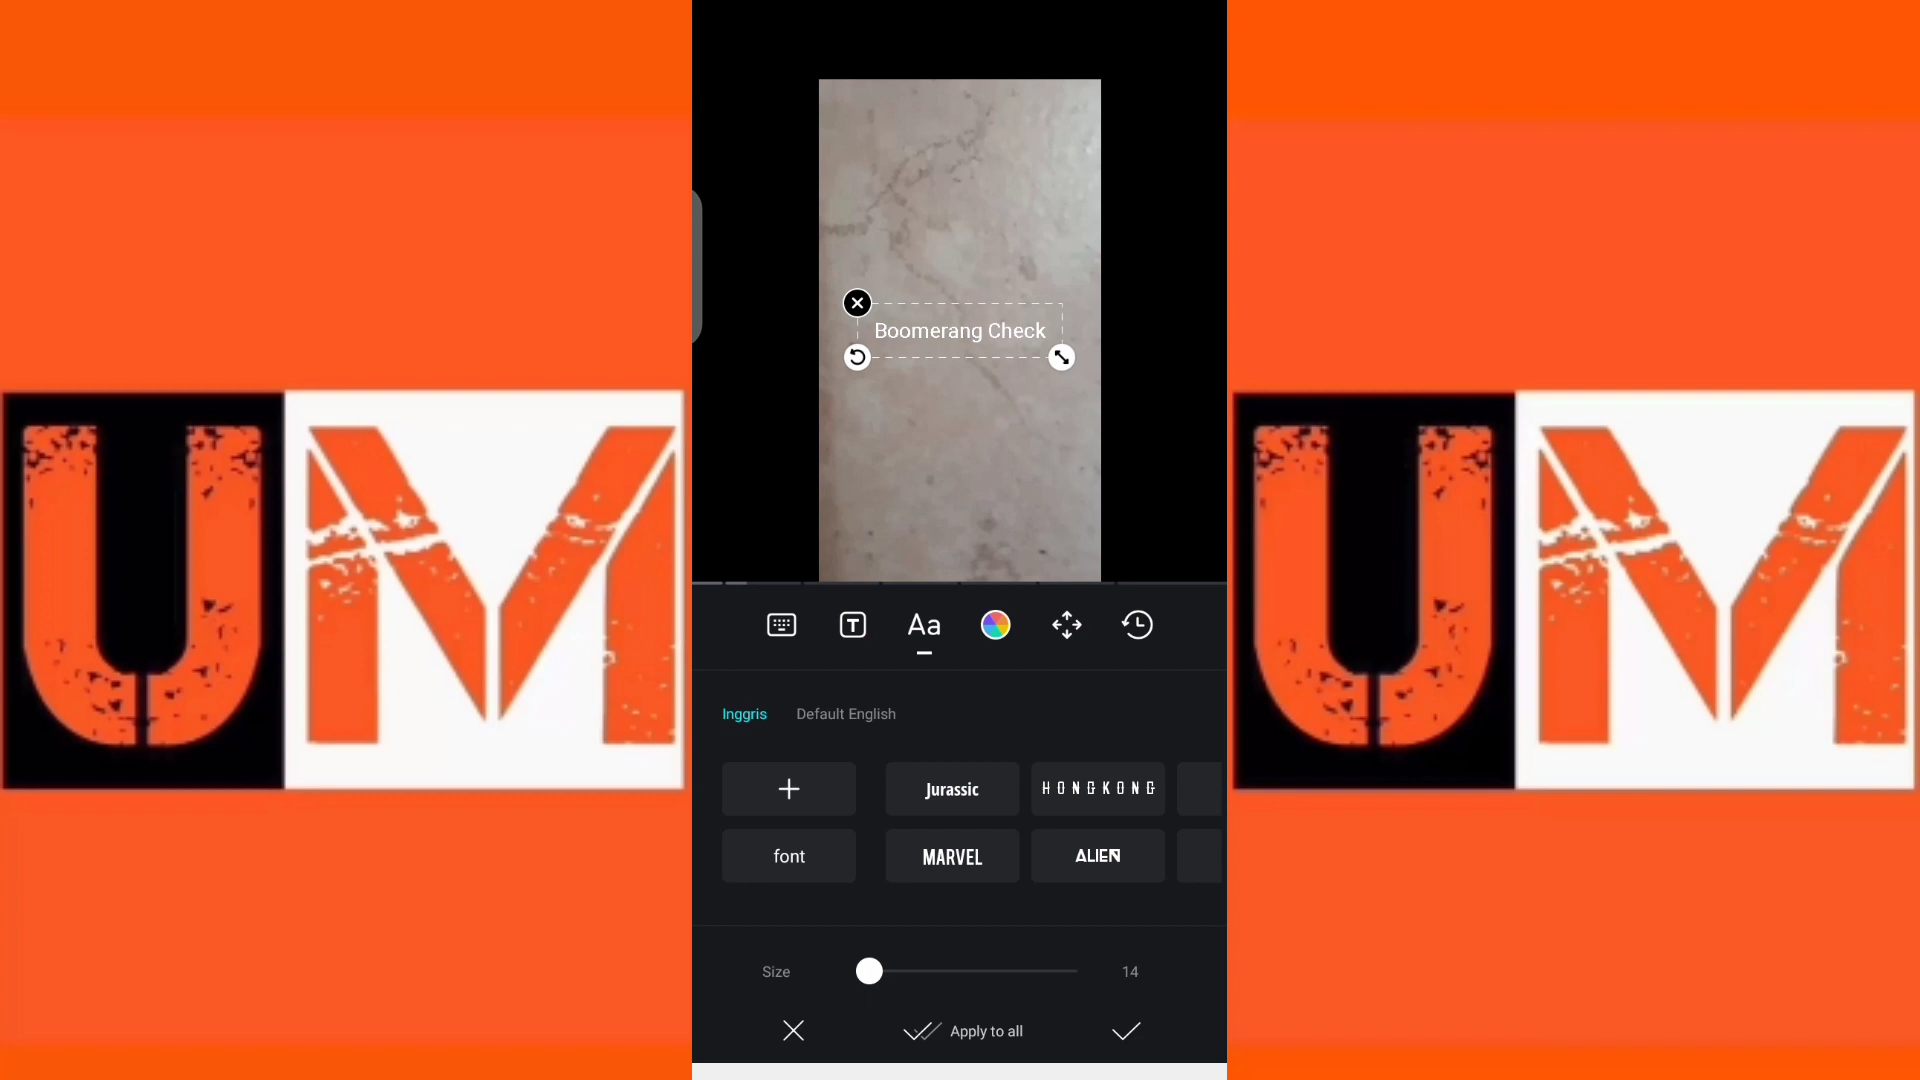 UM
Boomerang Check
T Aa
Inggris Default English
Jurassic HONGKONG
font MARVEL ALIEN
Size 14
Apply to all
UM